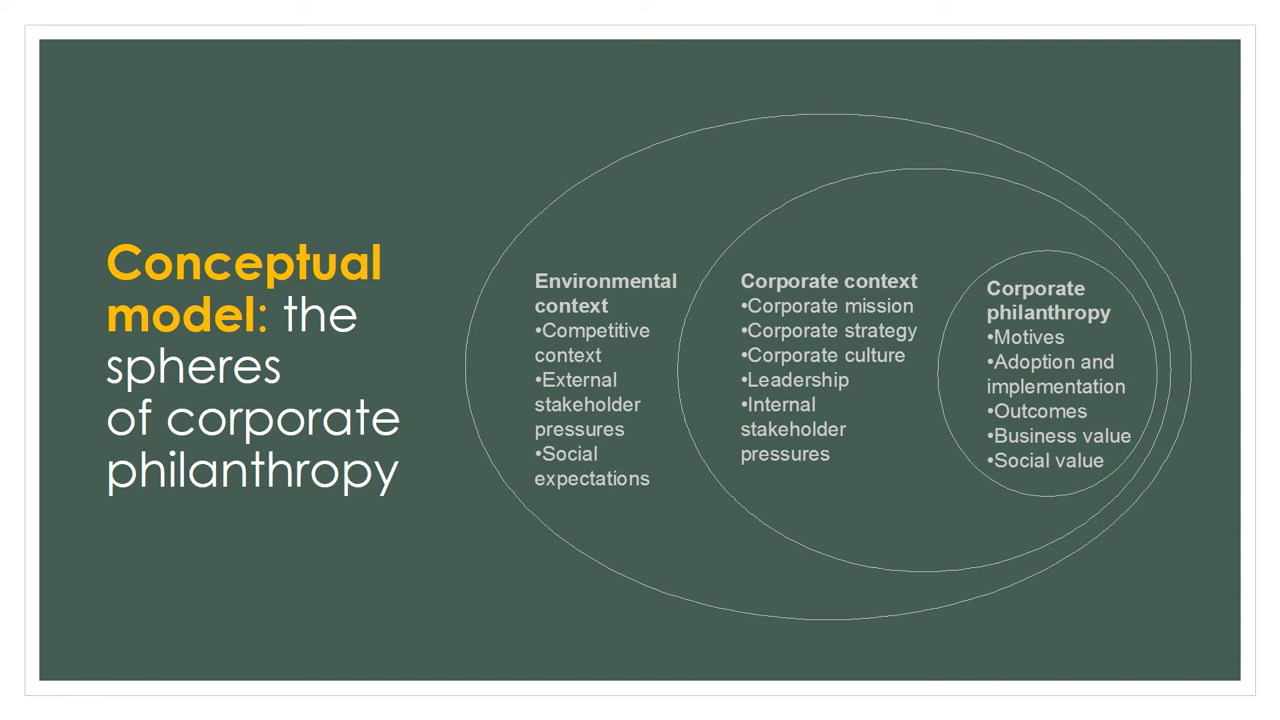 Conceptual
model: the
spheres
of corporate
philanthropy
Environmental
context
•Competitive
context
•External
stakeholder
pressures
•Social
expectations
Corporate context
•Corporate mission
•Corporate strategy
•Corporate culture
•Leadership
•Internal
stakeholder
pressures
Corporate
philanthropy
•Motives
•Adoption and
implementation
•Outcomes
•Business value
•Social value